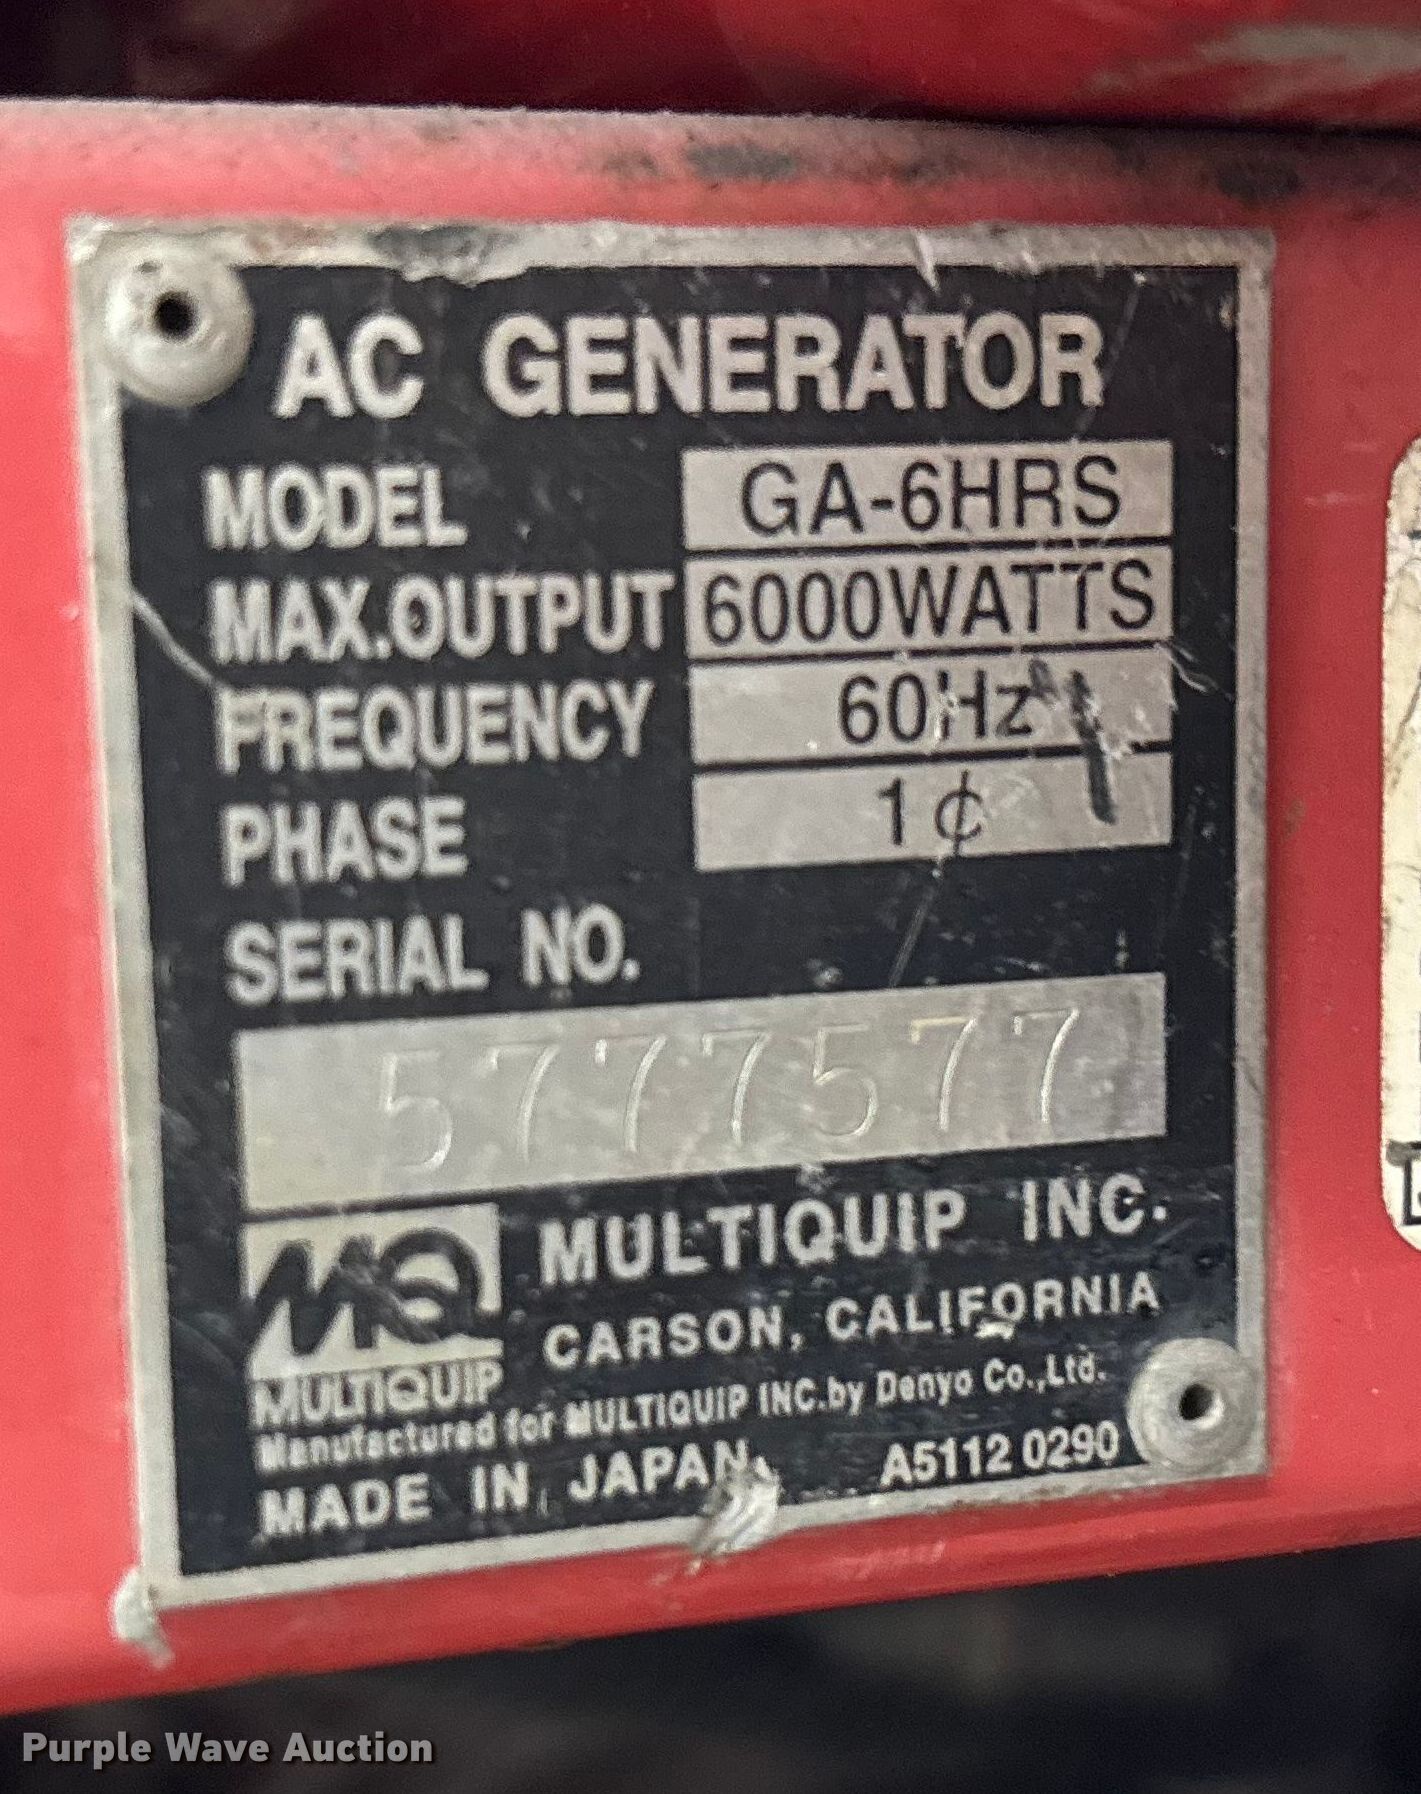 AC GENERATOR
MODEL GA-6HRS
MAX.OUTPUT 6000WATTS
FREQUENCY 60Hz
PHASE 1¢
SERIAL NO.
5777577
MQ
MULTIQUIP
MULTIQUIP INC.
CARSON, CALIFORNIA
Manufactured for MULTIQUIP INC.by Denyo Co.,Ltd.
MADE IN JAPAN. A5112 0290
Purple Wave Auction